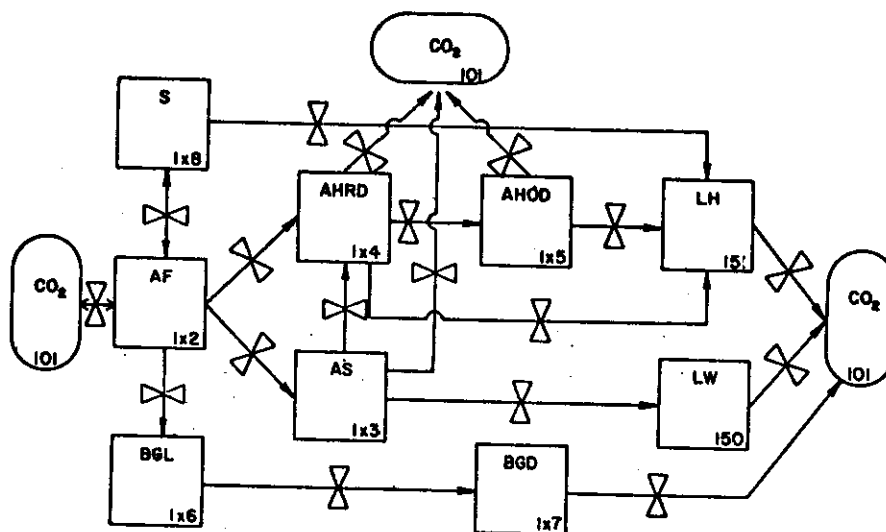 CO₂
101
S
1x8
AHRD
1x4
AHOD
1x5
LH
151
CO₂
101
AF
1x2
CO₂
101
AS
1x3
LW
150
BGL
1x6
BGD
1x7